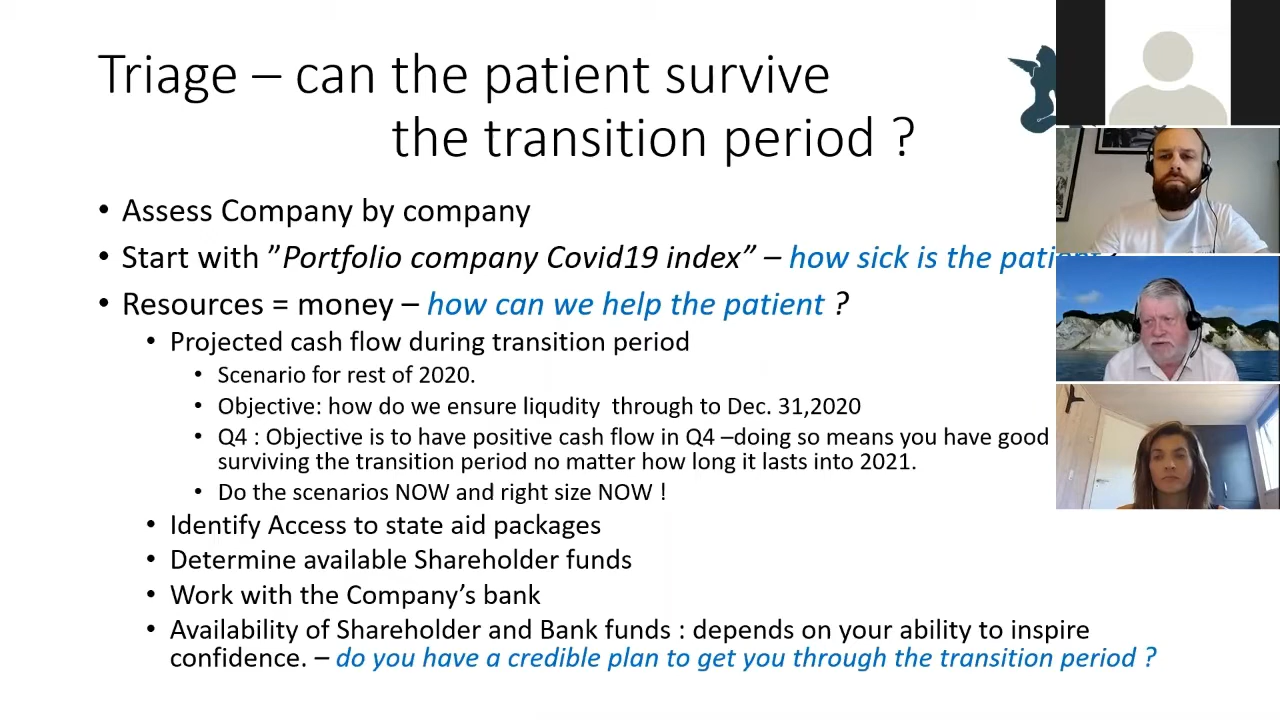 Triage – can the patient survive
the transition period ?
• Assess Company by company
• Start with ”Portfolio company Covid19 index” – how sick is the
• Resources = money – how can we help the patient ?
• Projected cash flow during transition period
• Scenario for rest of 2020.
• Objective: how do we ensure liqudity through to Dec. 31,2020
• Q4 : Objective is to have positive cash flow in Q4 –doing so means you have good
surviving the transition period no matter how long it lasts into 2021.
• Do the scenarios NOW and right size NOW !
• Identify Access to state aid packages
• Determine available Shareholder funds
• Work with the Company’s bank
• Availability of Shareholder and Bank funds : depends on your ability to inspire
confidence. – do you have a credible plan to get you through the transition period ?